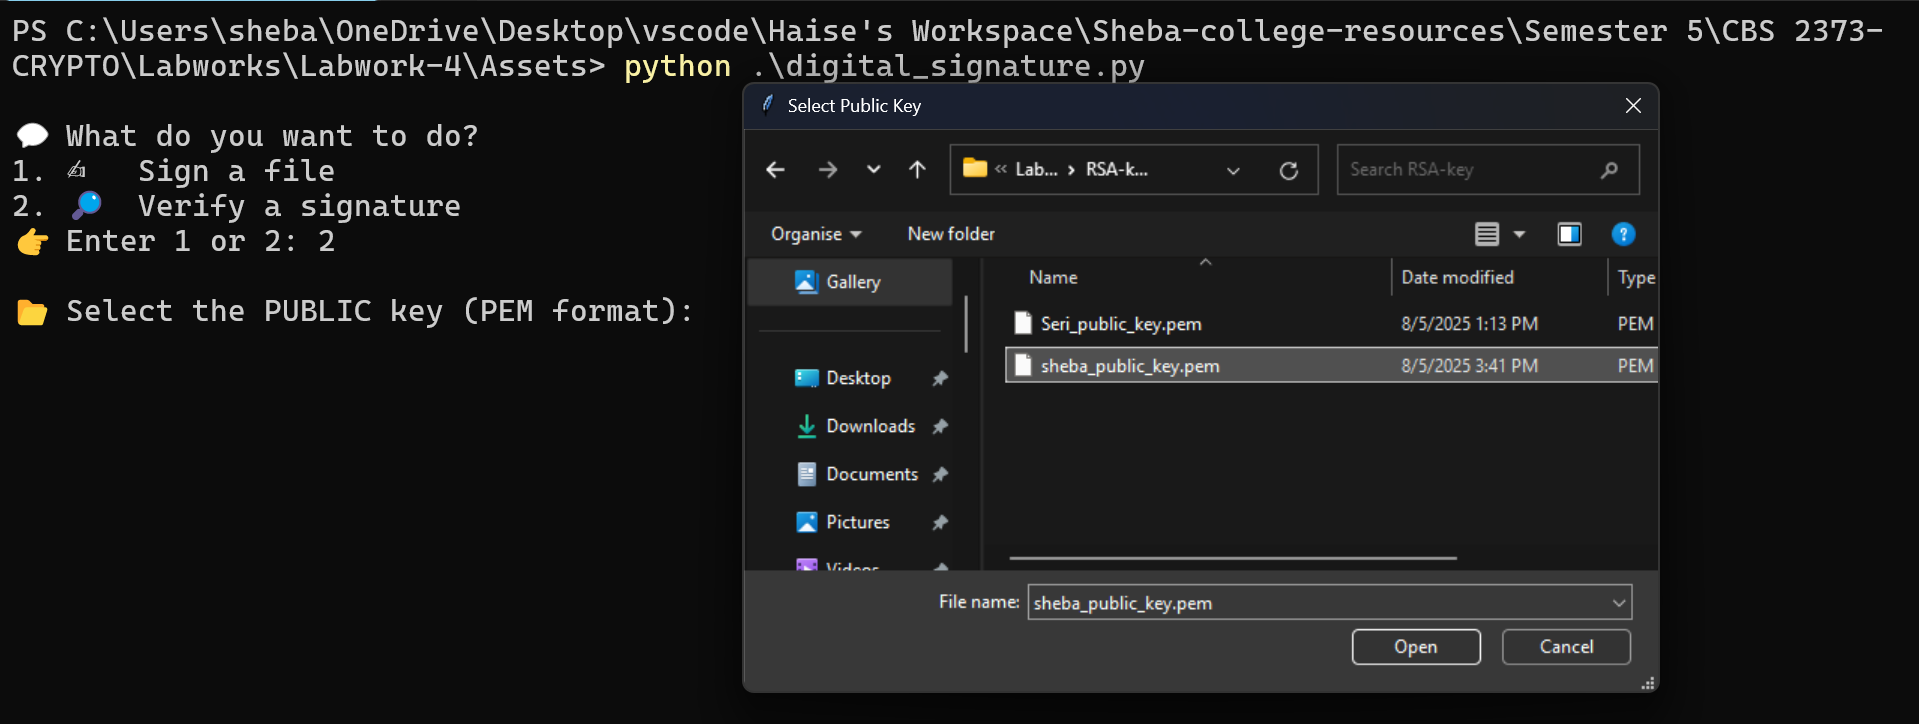 PS C:\Users\sheba\OneDrive\Desktop\vscode\Haise's Workspace\Sheba-college-resources\Semester 5\CBS 2373-
CRYPTO\Labworks\Labwork-4\Assets> python .\digital_signature.py
💬 What do you want to do?
1. ✍ Sign a file
2. 🔎 Verify a signature
👉 Enter 1 or 2: 2
📂 Select the PUBLIC key (PEM format):
Select Public Key
« Lab... › RSA-k...
Search RSA-key
Organise
New folder
?
Gallery
Desktop
Downloads
Documents
Pictures
Videos
Name Date modified Type
Seri_public_key.pem 8/5/2025 1:13 PM PEM
sheba_public_key.pem 8/5/2025 3:41 PM PEM
File name: sheba_public_key.pem
Open Cancel